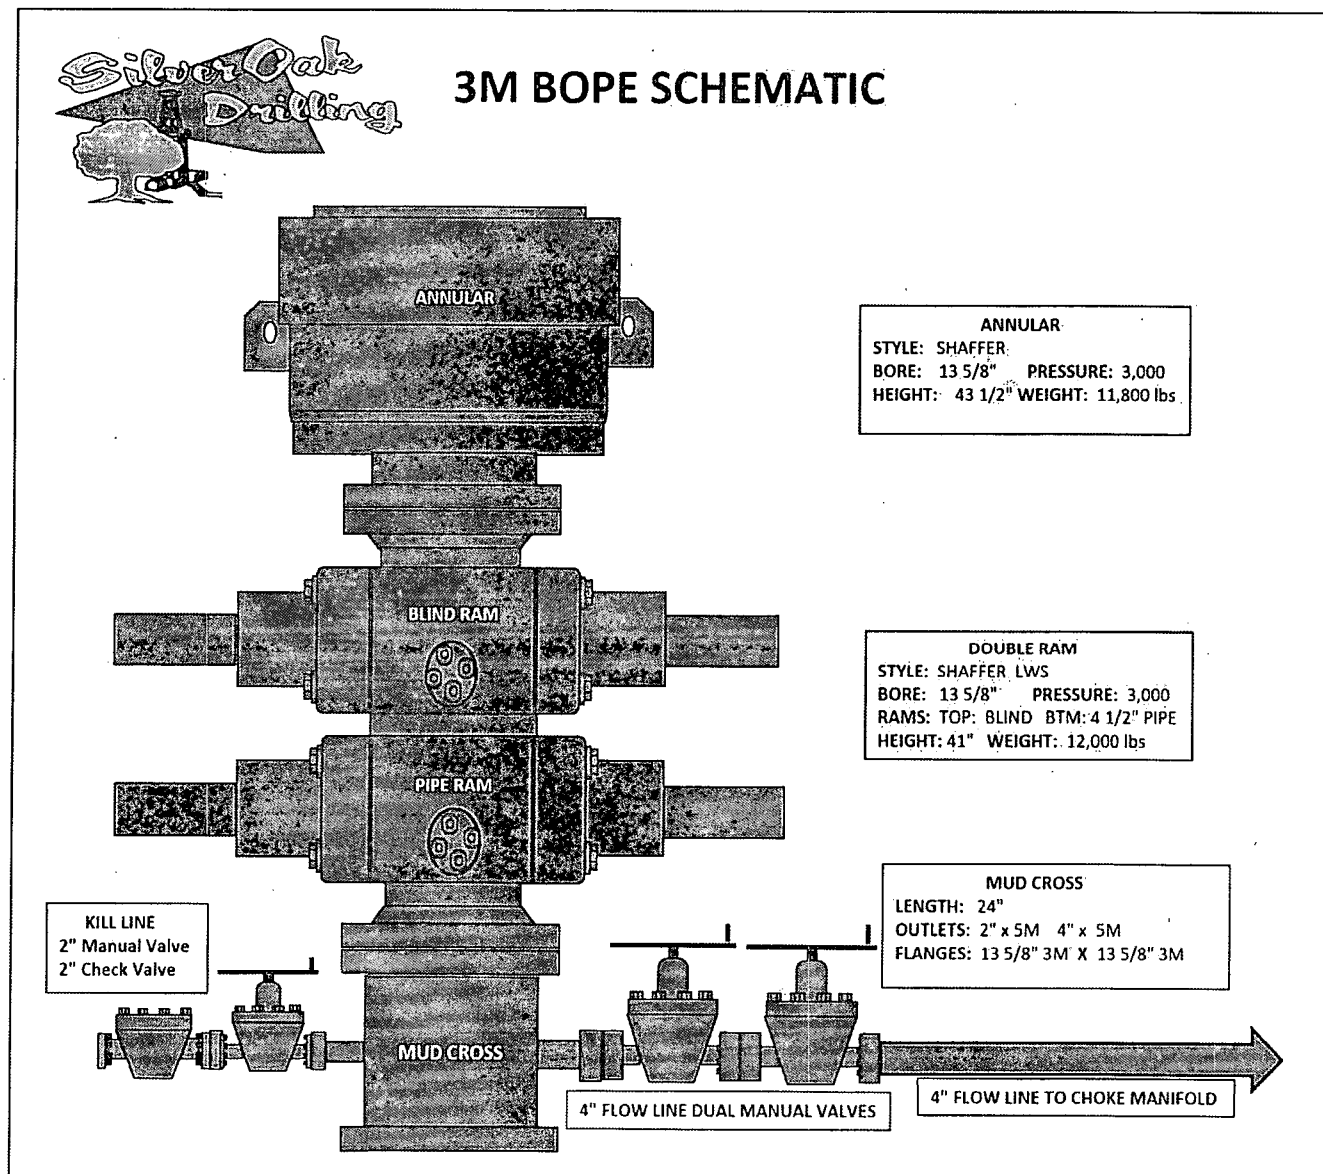 SilverOak
Drilling
3M BOPE SCHEMATIC
ANNULAR
ANNULAR
STYLE: SHAFFER
BORE: 13 5/8" PRESSURE: 3,000
HEIGHT: 43 1/2" WEIGHT: 11,800 lbs
BLIND RAM
DOUBLE RAM
STYLE: SHAFFER LWS
BORE: 13 5/8" PRESSURE: 3,000
RAMS: TOP: BLIND BTM: 4 1/2" PIPE
HEIGHT: 41" WEIGHT: 12,000 lbs
PIPE RAM
MUD CROSS
LENGTH: 24"
OUTLETS: 2" x 5M 4" x 5M
FLANGES: 13 5/8" 3M X 13 5/8" 3M
KILL LINE
2" Manual Valve
2" Check Valve
MUD CROSS
4" FLOW LINE DUAL MANUAL VALVES
4" FLOW LINE TO CHOKE MANIFOLD